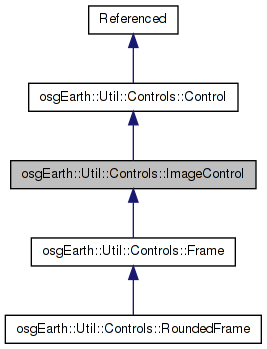 Referenced
osgEarth::Util::Controls::Control
osgEarth::Util::Controls::ImageControl
osgEarth::Util::Controls::Frame
osgEarth::Util::Controls::RoundedFrame